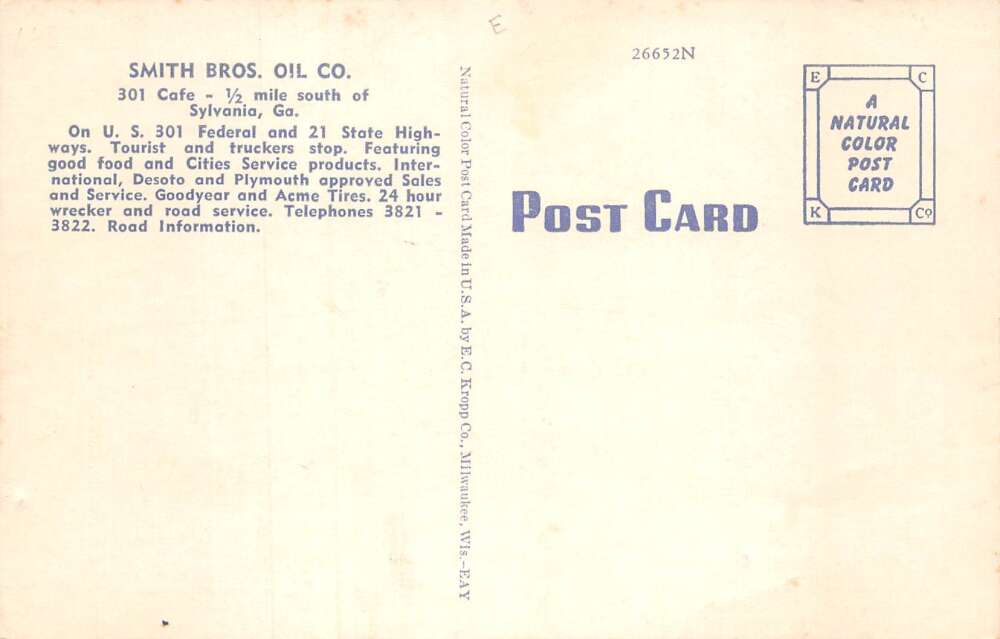 E
26652N
SMITH BROS. OIL CO.
301 Cafe - ½ mile south of
Sylvania, Ga.
On U. S. 301 Federal and 21 State High-
ways. Tourist and truckers stop. Featuring
good food and Cities Service products. Inter-
national, Desoto and Plymouth approved Sales
and Service. Goodyear and Acme Tires. 24 hour
wrecker and road service. Telephones 3821 -
3822. Road Information.
Natural Color Post Card Made in U.S.A. by E.C. Kropp Co., Milwaukee, Wis.-EAY
POST CARD
E C
A
NATURAL
COLOR
POST
CARD
K Co